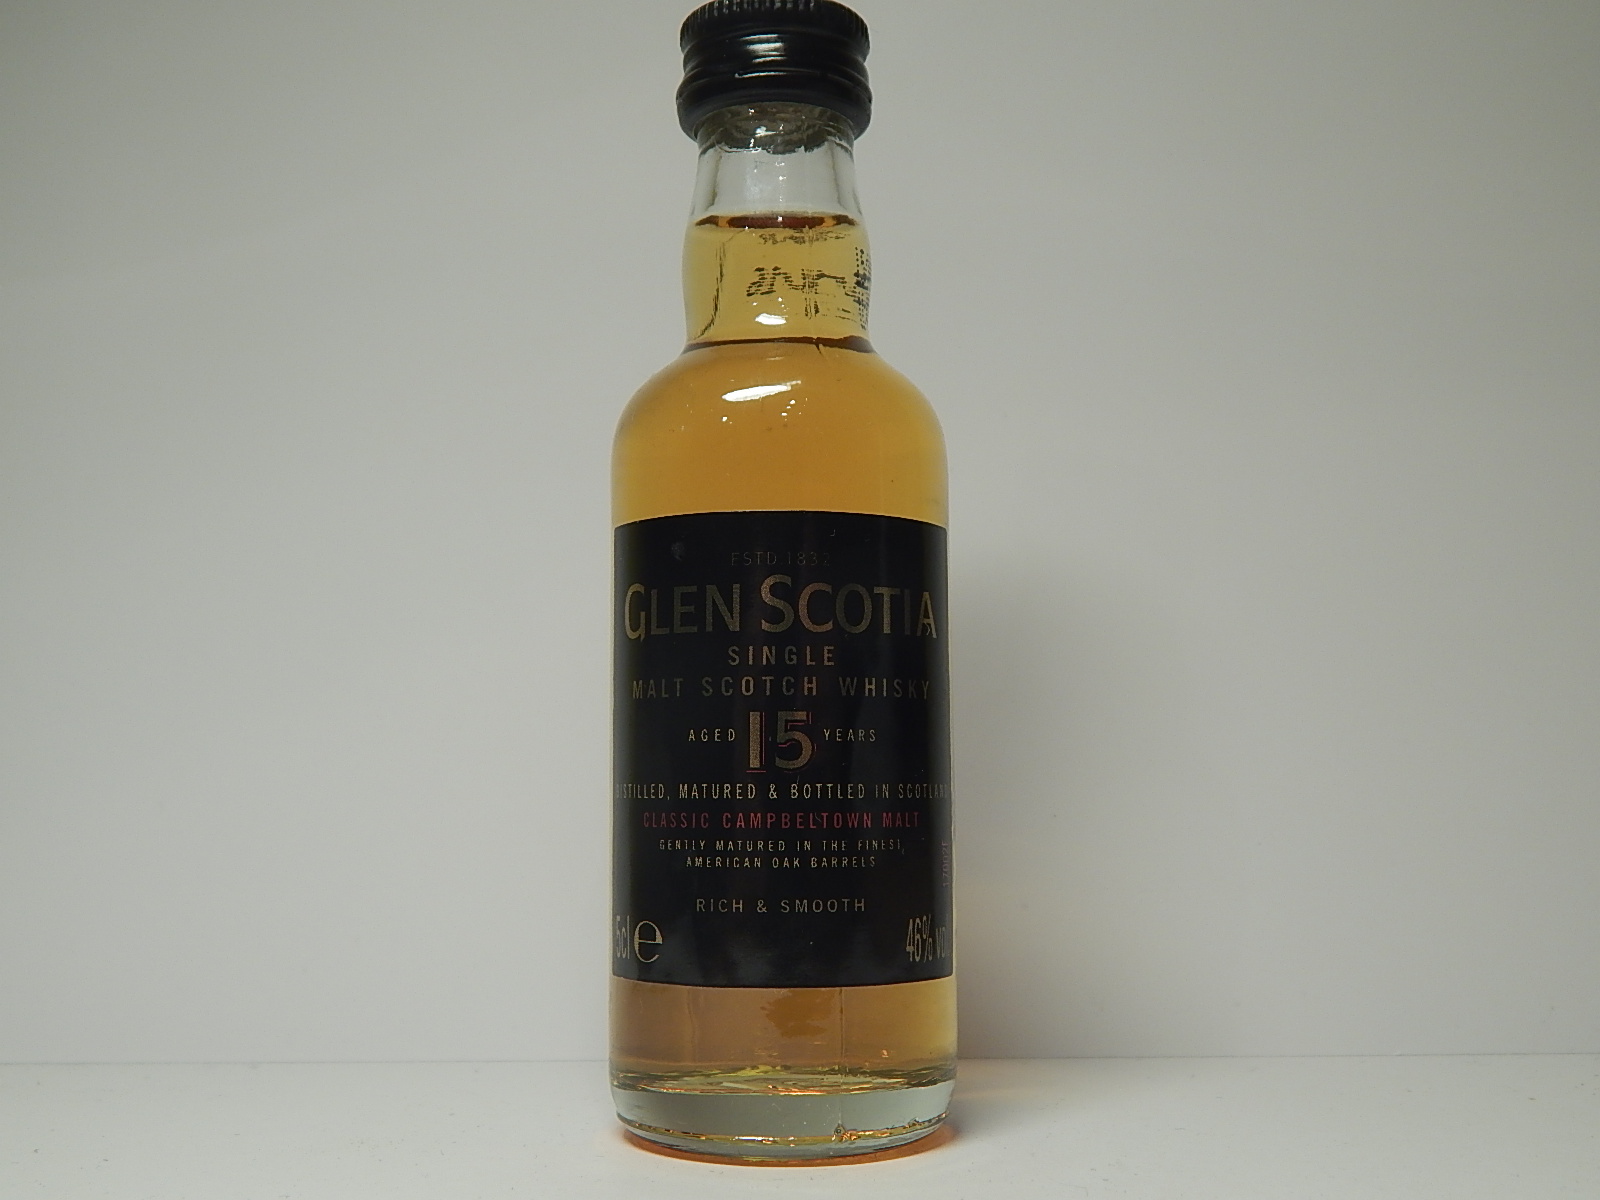 ESTD 1832
GLEN SCOTIA
SINGLE
MALT SCOTCH WHISKY
AGED 15 YEARS
DISTILLED, MATURED & BOTTLED IN SCOTLAND
CLASSIC CAMPBELTOWN MALT
GENTLY MATURED IN THE FINEST,
AMERICAN OAK BARRELS
RICH & SMOOTH
5cl e 46% vol